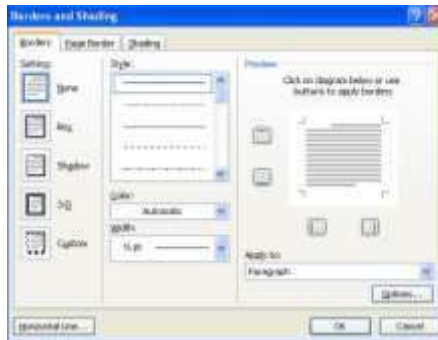 Borders and Shading
Borders Page Border Shading
Setting:
None
Box
Shadow
3-D
Custom
Style:
Color:
Automatic
Width:
½ pt
Preview
Click on diagram below or use
buttons to apply borders
Apply to:
Paragraph
Options...
Horizontal Line...
OK
Cancel